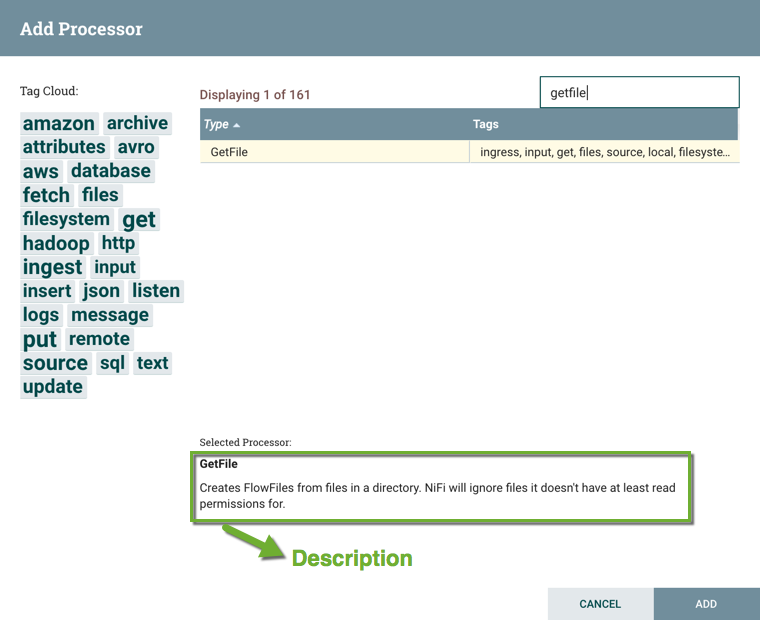 Add Processor
Tag Cloud:
amazon archive
attributes avro
aws database
fetch files
filesystem get
hadoop http
ingest input
insert json listen
logs message
put remote
source sql text
update
Displaying 1 of 161
getfile
Type Tags
GetFile ingress, input, get, files, source, local, filesyste...
Selected Processor:
GetFile
Creates FlowFiles from files in a directory. NiFi will ignore files it doesn't have at least read
permissions for.
Description
CANCEL ADD